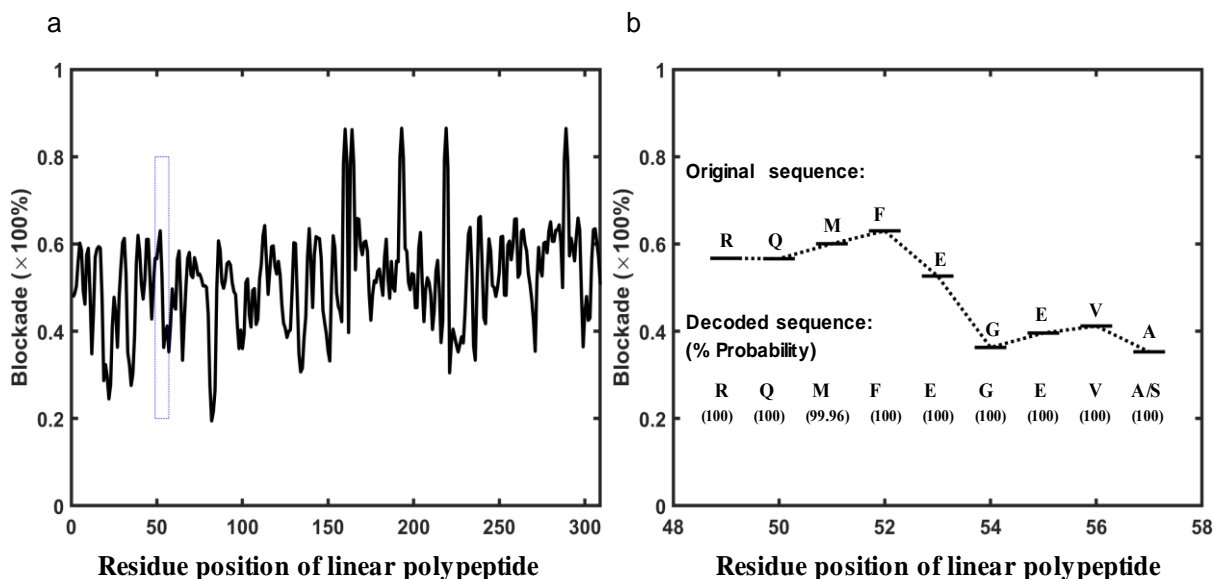 a
b
1
0.8
0.6
0.4
0.2
0
Blockade (×100%)
0 50 100 150 200 250 300
Residue position of linear polypeptide
1
0.8
0.6
0.4
0.2
0
Blockade (×100%)
Original sequence:
R Q M F E G E V A
Decoded sequence:
(% Probability)
R Q M F E G E V A/S
(100) (100) (99.96) (100) (100) (100) (100) (100) (100)
48 50 52 54 56 58
Residue position of linear polypeptide